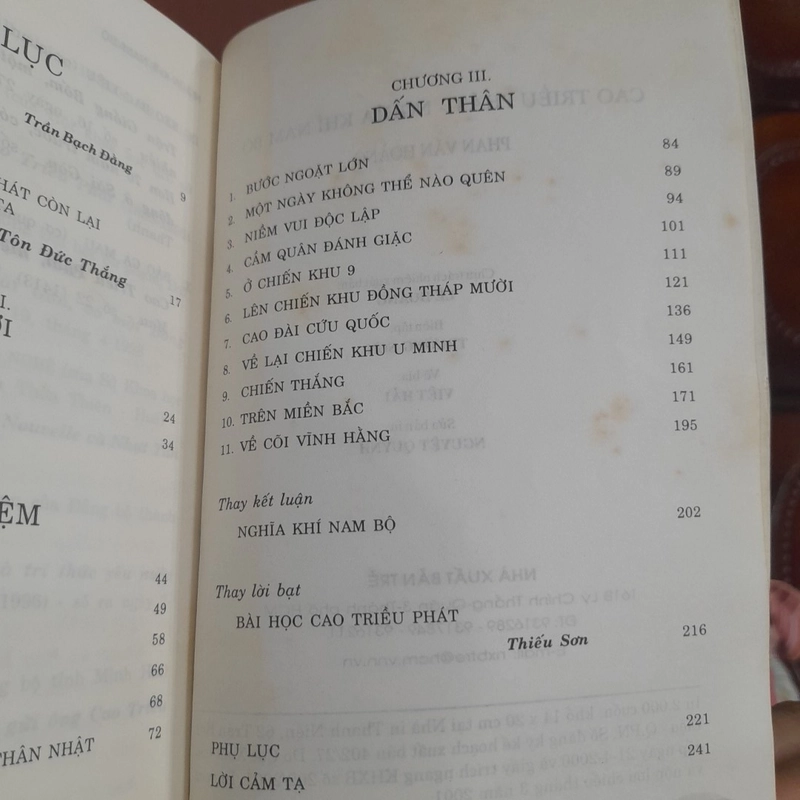 LỤC
Trần Bạch Đằng
9
HÁT CÒN LẠI
TA
Tôn Đức Thắng
17
I.
ỜI
24
34
ỆM
44
49
58
66
68
THÂN NHẬT 72
CHƯƠNG III.
DẤN THÂN
1. BƯỚC NGOẶT LỚN 84
2. MỘT NGÀY KHÔNG THỂ NÀO QUÊN 89
3. NIỀM VUI ĐỘC LẬP 94
4. CẦM QUÂN ĐÁNH GIẶC 101
5. Ở CHIẾN KHU 9 111
6. LÊN CHIẾN KHU ĐỒNG THÁP MƯỜI 121
7. CAO ĐÀI CỨU QUỐC 136
8. VỀ LẠI CHIẾN KHU U MINH 149
9. CHIẾN THẮNG 161
10. TRÊN MIỀN BẮC 171
11. VỀ CÕI VĨNH HẰNG 195
Thay kết luận
NGHĨA KHÍ NAM BỘ 202
Thay lời bạt
BÀI HỌC CAO TRIỀU PHÁT
Thiếu Sơn 216
PHỤ LỤC 221
LỜI CẢM TẠ 241